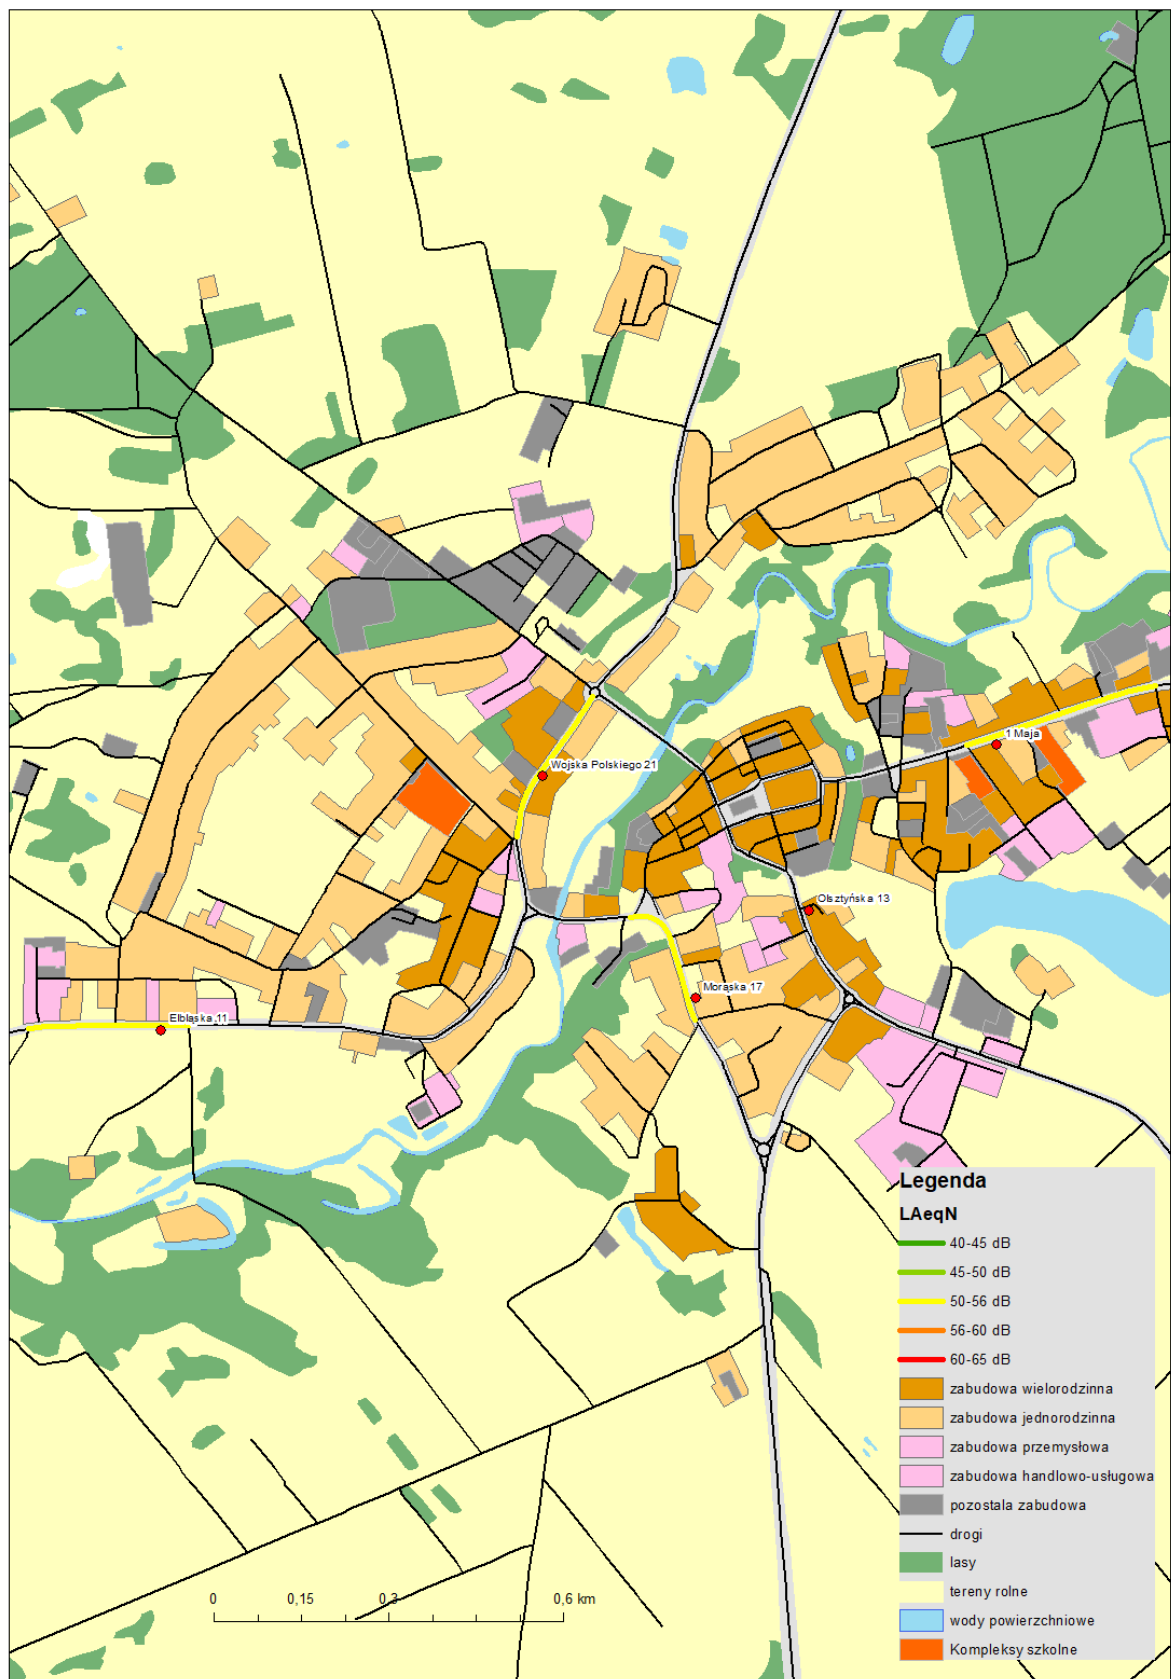 Wojska Polskiego 21
1 Maja
Olsztyńska 13
Morąska 17
Elbląska 11
Legenda
LAeqN
40-45 dB
45-50 dB
50-56 dB
56-60 dB
60-65 dB
zabudowa wielorodzinna
zabudowa jednorodzinna
zabudowa przemysłowa
zabudowa handlowo-usługowa
pozostala zabudowa
drogi
lasy
tereny rolne
wody powierzchniowe
Kompleksy szkolne
0 0,15 0,3 0,6 km